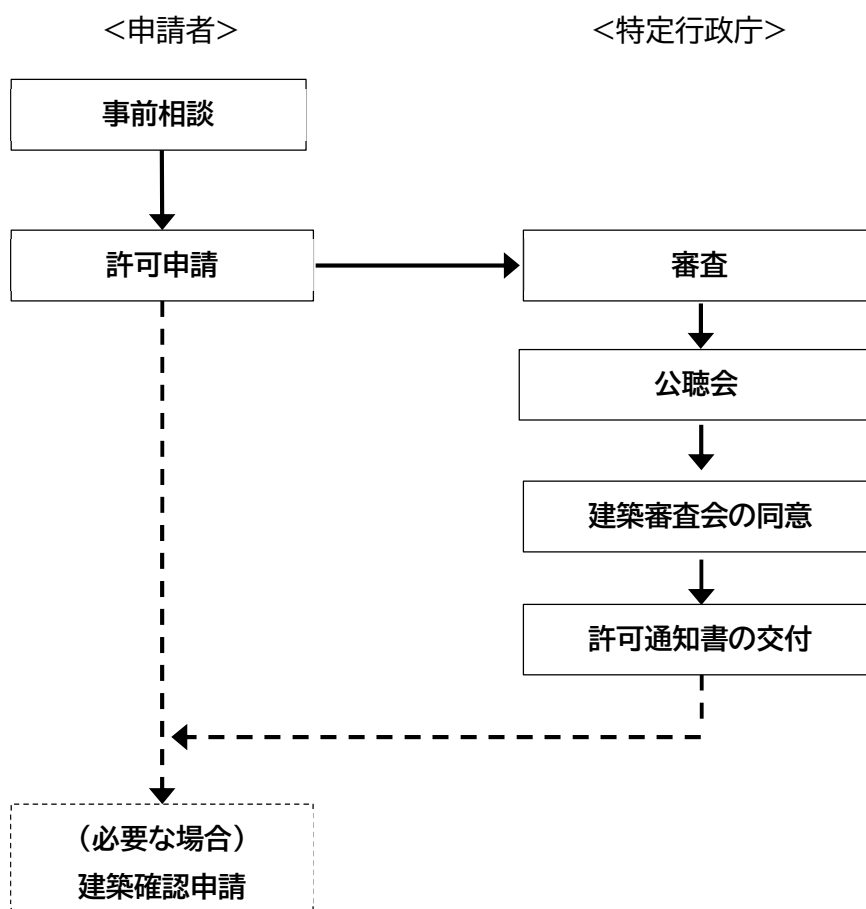 <申請者>
<特定行政庁>
事前相談
許可申請
審査
公聴会
建築審査会の同意
許可通知書の交付
（必要な場合）
建築確認申請